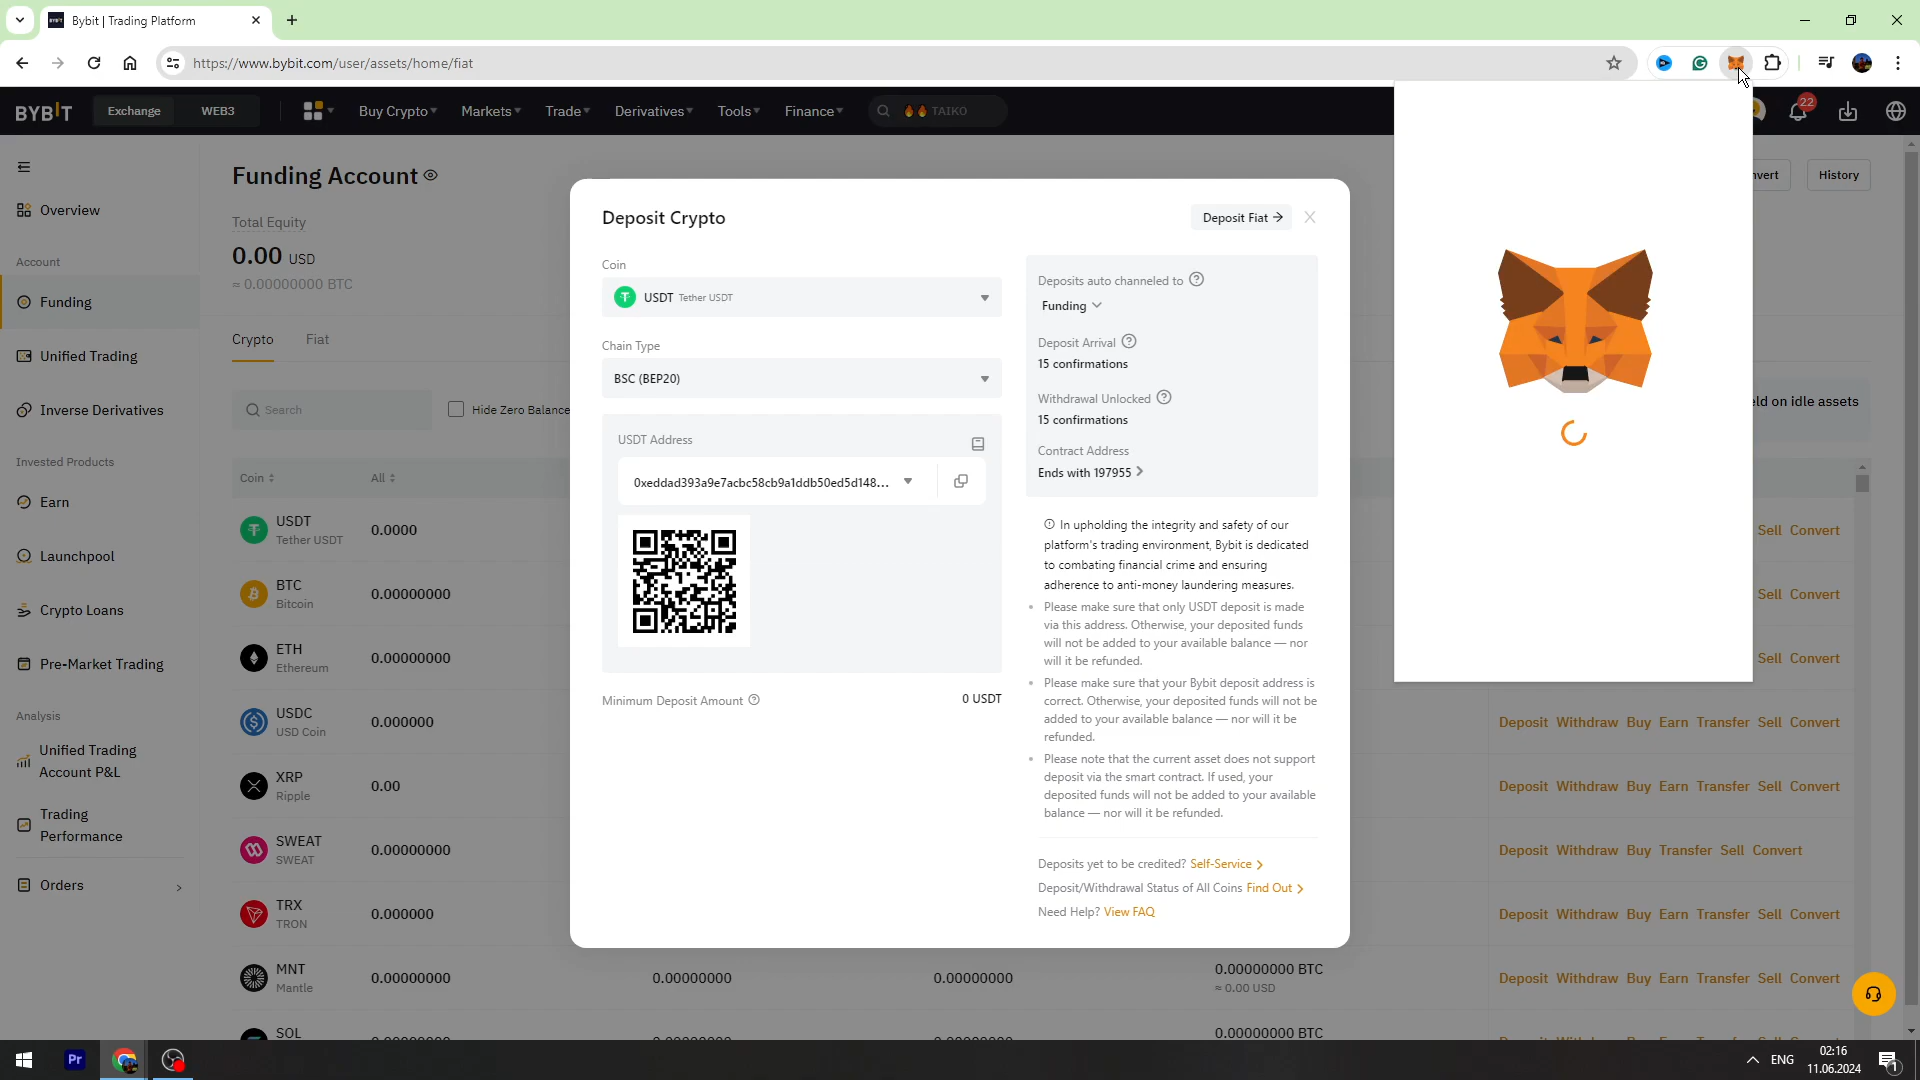 Bybit | Trading Platform
https://www.bybit.com/user/assets/home/fiat
BYBIT
Exchange
WEB3
Buy Crypto
Markets
Trade
Derivatives
Tools
Finance
TAIKO
22
Overview
Account
Funding
Unified Trading
Inverse Derivatives
Invested Products
Earn
Launchpool
Crypto Loans
Pre-Market Trading
Analysis
Unified Trading
Account P&L
Trading
Performance
Orders
Funding Account
Total Equity
0.00 USD
≈ 0.00000000 BTC
History
Crypto
Fiat
Search
Hide Zero Balance
eld on idle assets
Coin
All
USDT
Tether USDT
0.0000
Sell Convert
BTC
Bitcoin
0.00000000
Sell Convert
ETH
Ethereum
0.00000000
Sell Convert
USDC
USD Coin
0.000000
Deposit Withdraw Buy Earn Transfer Sell Convert
XRP
Ripple
0.00
Deposit Withdraw Buy Earn Transfer Sell Convert
SWEAT
SWEAT
0.00000000
Deposit Withdraw Buy Transfer Sell Convert
TRX
TRON
0.000000
Deposit Withdraw Buy Earn Transfer Sell Convert
MNT
Mantle
0.00000000
0.00000000
0.00000000
0.00000000 BTC
≈ 0.00 USD
Deposit Withdraw Buy Earn Transfer Sell Convert
SOL
0.00000000 BTC
Deposit Crypto
Deposit Fiat →
Coin
USDT Tether USDT
Chain Type
BSC (BEP20)
USDT Address
0xeddad393a9e7acbc58cb9a1ddb50ed5d148...
Minimum Deposit Amount
0 USDT
Deposits auto channeled to
Funding
Deposit Arrival
15 confirmations
Withdrawal Unlocked
15 confirmations
Contract Address
Ends with 197955
In upholding the integrity and safety of our
platform's trading environment, Bybit is dedicated
to combating financial crime and ensuring
adherence to anti-money laundering measures.
Please make sure that only USDT deposit is made
via this address. Otherwise, your deposited funds
will not be added to your available balance — nor
will it be refunded.
Please make sure that your Bybit deposit address is
correct. Otherwise, your deposited funds will not be
added to your available balance — nor will it be
refunded.
Please note that the current asset does not support
deposit via the smart contract. If used, your
deposited funds will not be added to your available
balance — nor will it be refunded.
Deposits yet to be credited? Self-Service
Deposit/Withdrawal Status of All Coins Find Out
Need Help? View FAQ
Pr
ENG
02:16
11.06.2024
1